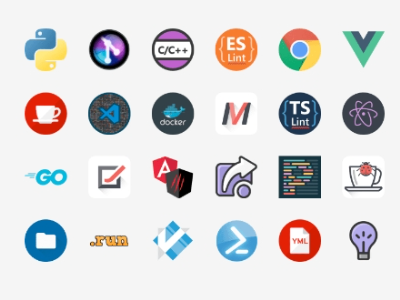 C/C++
ES
Lint
docker
M
TS
Lint
GO
A
.run
YML